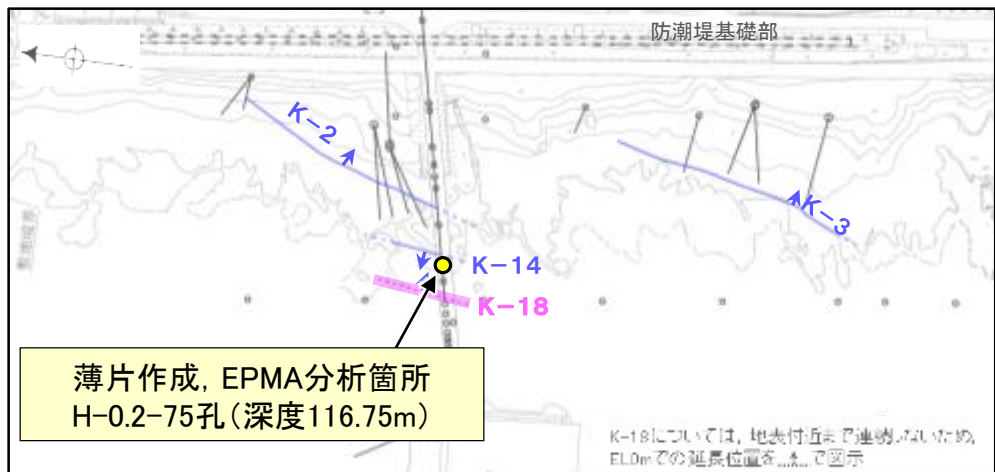 防潮堤基礎部
K-2
K-3
K-14
K-18
薄片作成, EPMA分析箇所
H-0.2-75孔(深度116.75m)
K-18については, 地表付近まで連続しないため,
EL0mでの延長位置を で図示